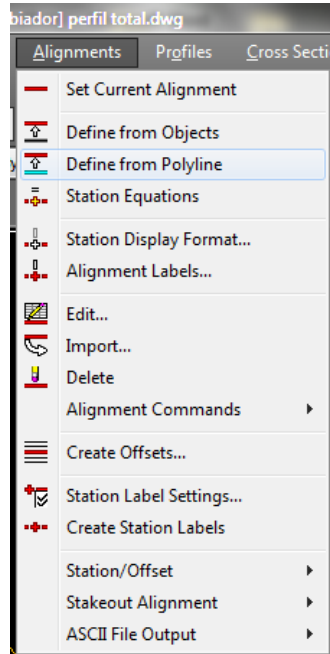 biador] perfil total.dwg
Alignments Profiles Cross Secti
Set Current Alignment
Define from Objects
Define from Polyline
Station Equations
Station Display Format...
Alignment Labels...
Edit...
Import...
Delete
Alignment Commands
Create Offsets...
Station Label Settings...
Create Station Labels
Station/Offset
Stakeout Alignment
ASCII File Output